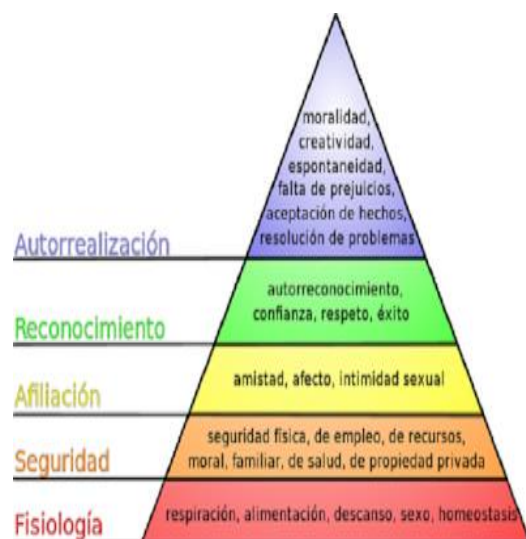 moralidad,
creatividad,
espontaneidad,
falta de prejuicios,
aceptación de hechos,
resolución de problemas
Autorrealización
autorreconocimiento,
confianza, respeto, éxito
Reconocimiento
amistad, afecto, intimidad sexual
Afiliación
seguridad física, de empleo, de recursos,
moral, familiar, de salud, de propiedad privada
Seguridad
respiración, alimentación, descanso, sexo, homeostasis
Fisiología